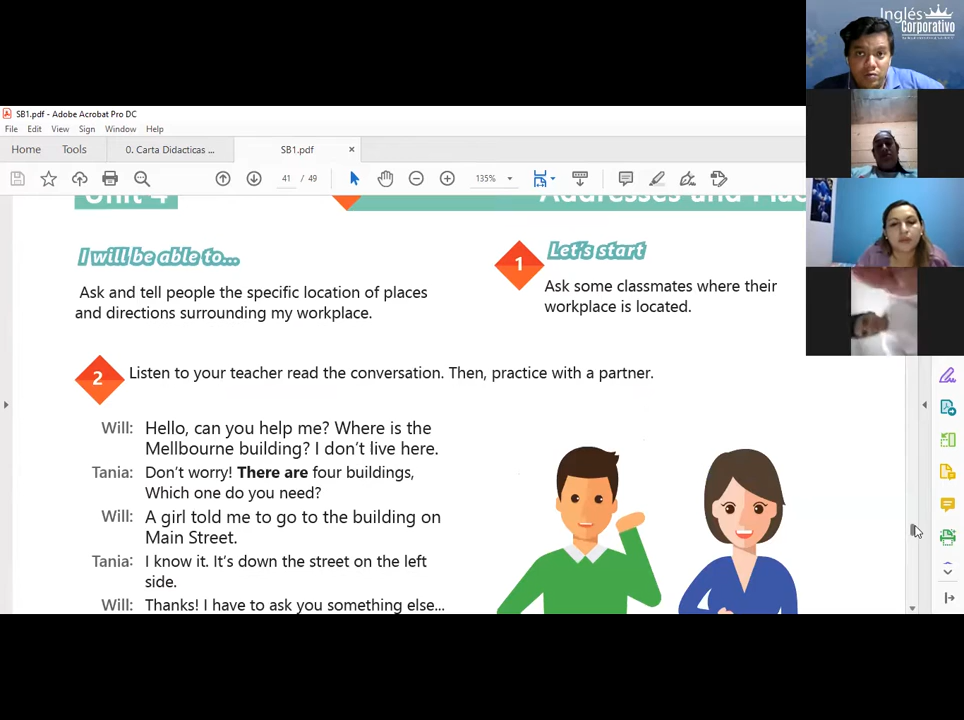 Inglés
Corporativo
SB1.pdf - Adobe Acrobat Pro DC
File Edit View Sign Window Help
Home Tools 0. Carta Didacticas ... SB1.pdf ×
41 / 49 135%
Unit 4
I will be able to...
Let's start
1
Ask and tell people the specific location of places
and directions surrounding my workplace.
Ask some classmates where their
workplace is located.
2 Listen to your teacher read the conversation. Then, practice with a partner.
Will: Hello, can you help me? Where is the
Mellbourne building? I don't live here.
Tania: Don't worry! There are four buildings,
Which one do you need?
Will: A girl told me to go to the building on
Main Street.
Tania: I know it. It's down the street on the left
side.
Will: Thanks! I have to ask you something else...